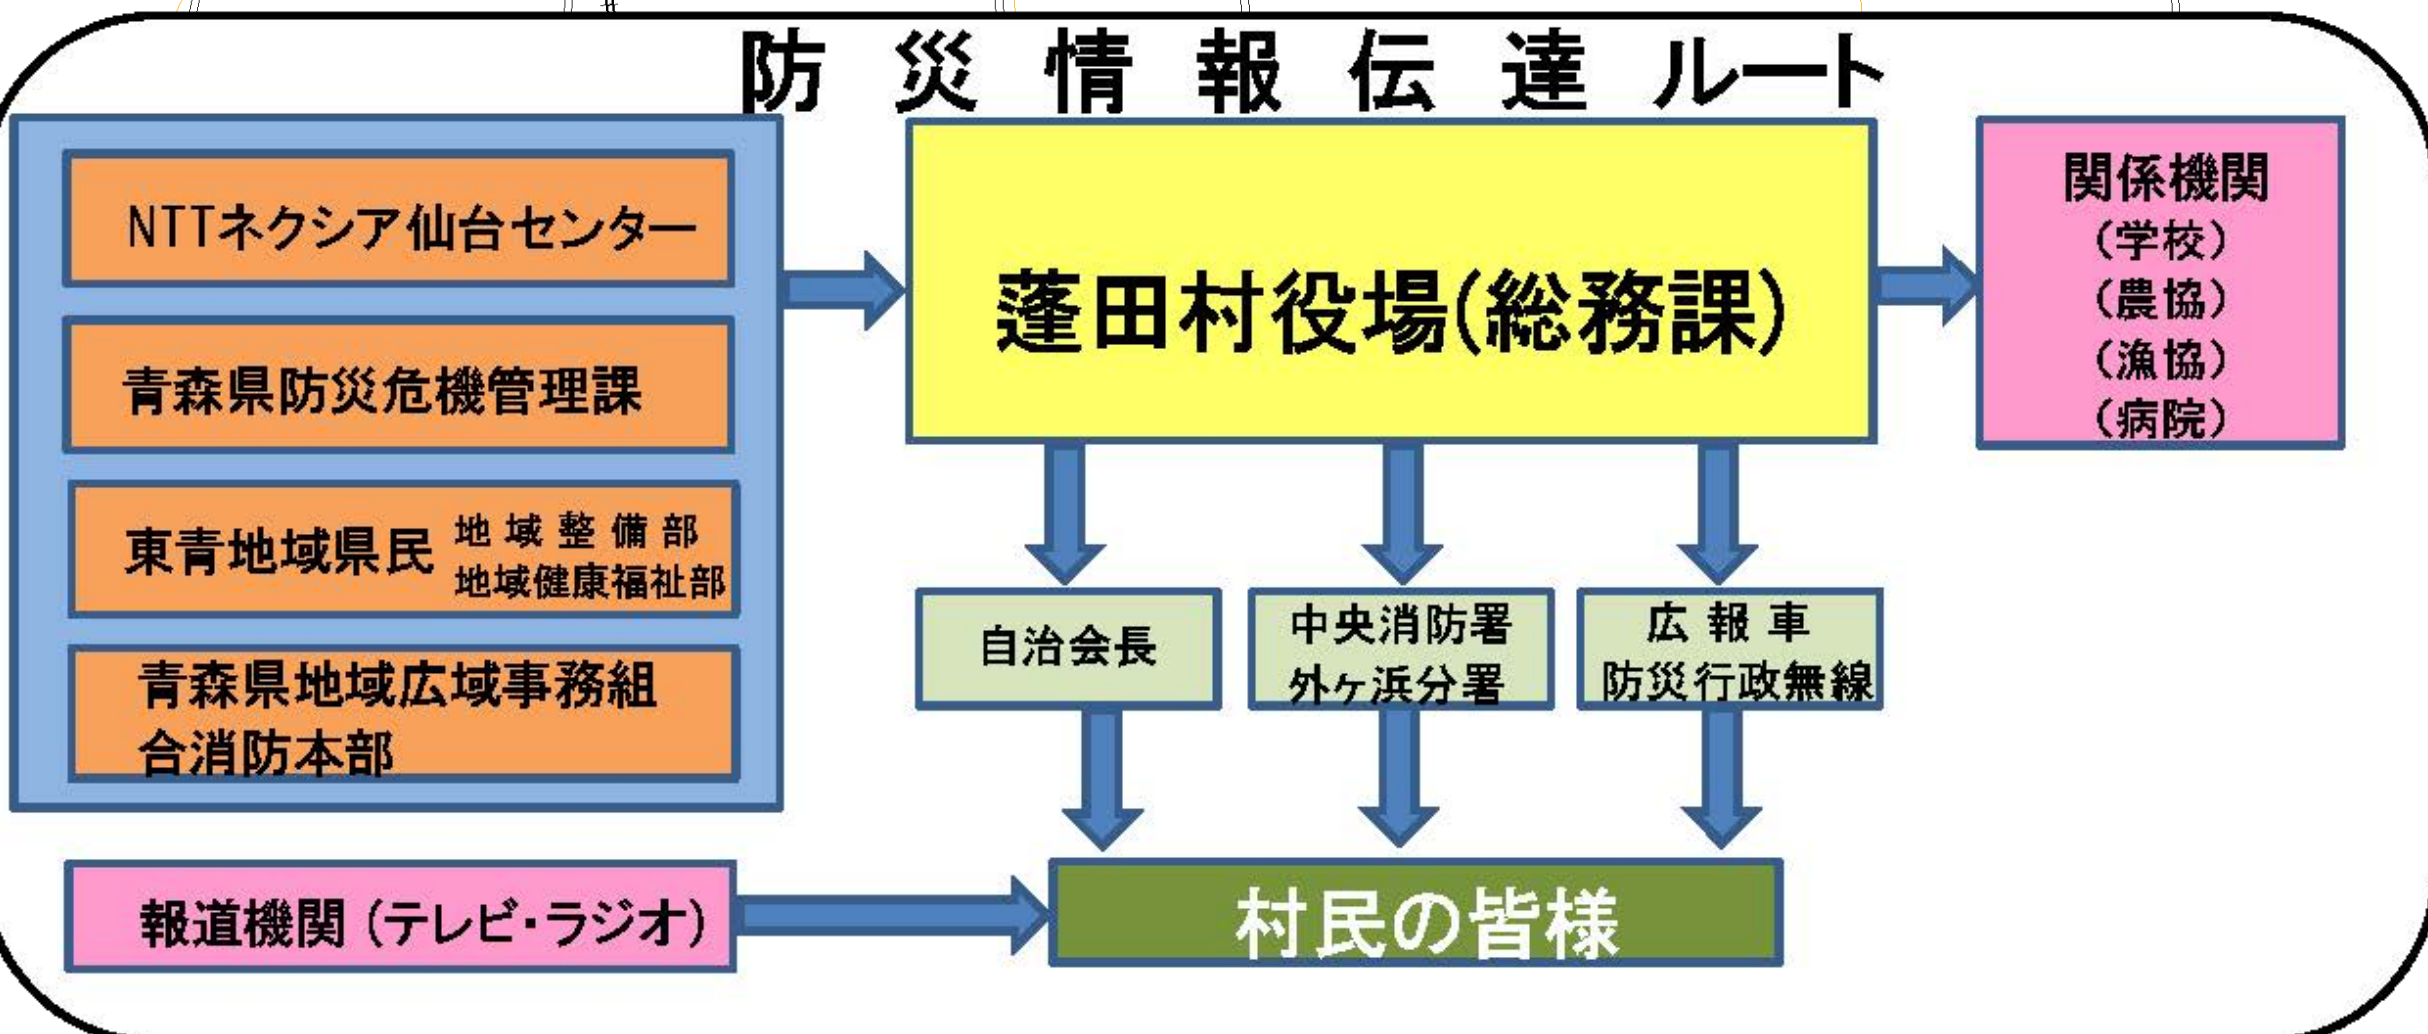 防災情報伝達ルート
NTTネクシア仙台センター
青森県防災危機管理課
東青地域県民
地域整備部
地域健康福祉部
青森県地域広域事務組
合消防本部
報道機関(テレビ・ラジオ)
蓬田村役場(総務課)
関係機関
(学校)
(農協)
(漁協)
(病院)
自治会長
中央消防署
外ヶ浜分署
広報車
防災行政無線
村民の皆様